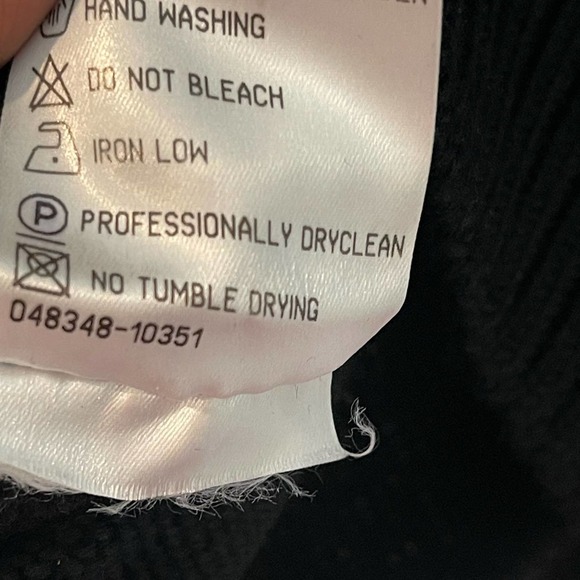 HAND WASHING
DO NOT BLEACH
IRON LOW
P PROFESSIONALLY DRYCLEAN
NO TUMBLE DRYING
048348-10351